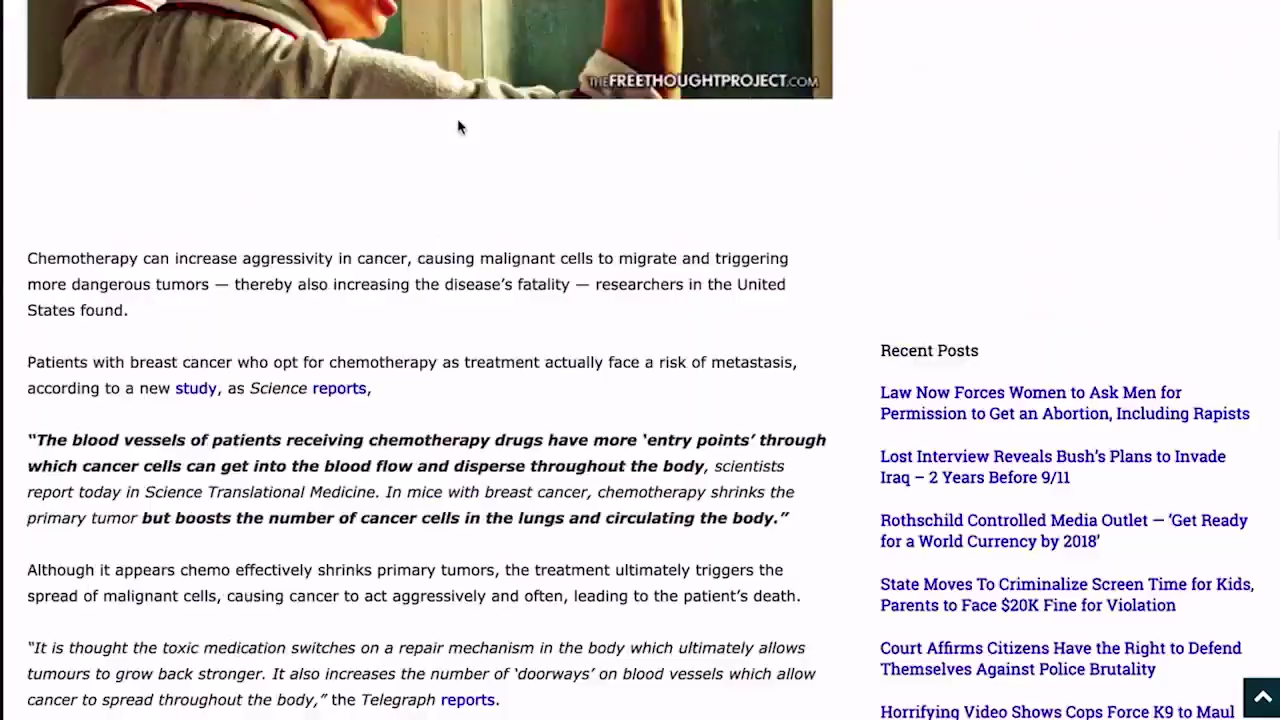 THEFREETHOUGHTPROJECT.COM
Chemotherapy can increase aggressivity in cancer, causing malignant cells to migrate and triggering
more dangerous tumors — thereby also increasing the disease’s fatality — researchers in the United
States found.
Patients with breast cancer who opt for chemotherapy as treatment actually face a risk of metastasis,
according to a new study, as Science reports,
“The blood vessels of patients receiving chemotherapy drugs have more ‘entry points’ through
which cancer cells can get into the blood flow and disperse throughout the body, scientists
report today in Science Translational Medicine. In mice with breast cancer, chemotherapy shrinks the
primary tumor but boosts the number of cancer cells in the lungs and circulating the body.”
Although it appears chemo effectively shrinks primary tumors, the treatment ultimately triggers the
spread of malignant cells, causing cancer to act aggressively and often, leading to the patient’s death.
“It is thought the toxic medication switches on a repair mechanism in the body which ultimately allows
tumours to grow back stronger. It also increases the number of ‘doorways’ on blood vessels which allow
cancer to spread throughout the body,” the Telegraph reports.
Recent Posts
Law Now Forces Women to Ask Men for
Permission to Get an Abortion, Including Rapists
Lost Interview Reveals Bush’s Plans to Invade
Iraq – 2 Years Before 9/11
Rothschild Controlled Media Outlet — ‘Get Ready
for a World Currency by 2018’
State Moves To Criminalize Screen Time for Kids,
Parents to Face $20K Fine for Violation
Court Affirms Citizens Have the Right to Defend
Themselves Against Police Brutality
Horrifying Video Shows Cops Force K9 to Maul